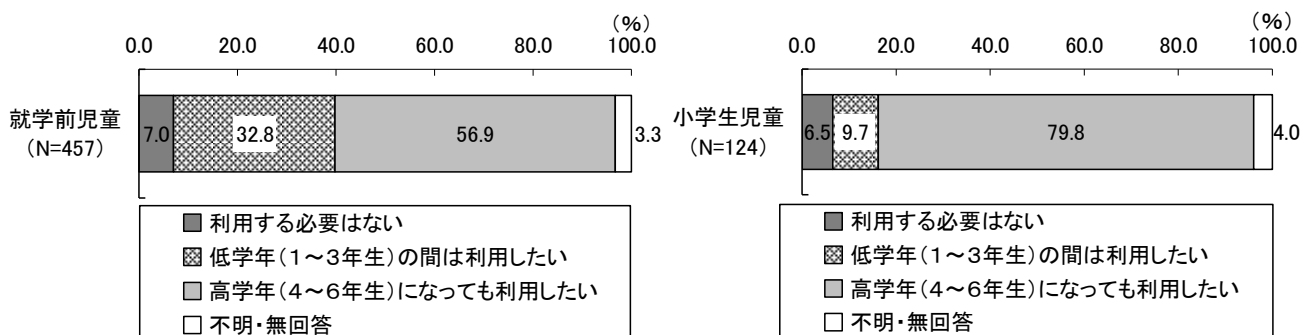 （％）
0.0 20.0 40.0 60.0 80.0 100.0
就学前児童
（N=457）
7.0 32.8 56.9 3.3
利用する必要はない
低学年（１～３年生）の間は利用したい
高学年（４～６年生）になっても利用したい
不明・無回答
（％）
0.0 20.0 40.0 60.0 80.0 100.0
小学生児童
（N=124）
6.5 9.7 79.8 4.0
利用する必要はない
低学年（１～３年生）の間は利用したい
高学年（４～６年生）になっても利用したい
不明・無回答